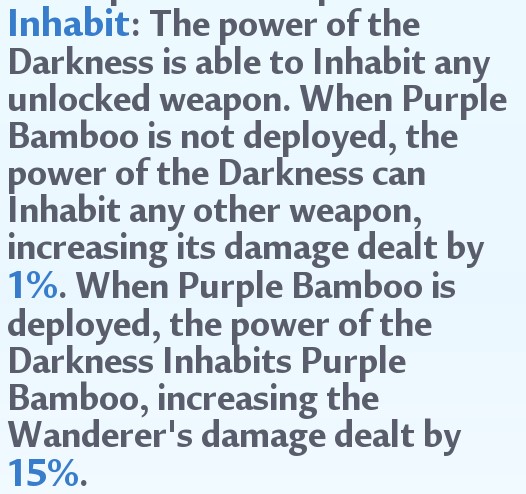 Inhabit: The power of the
Darkness is able to Inhabit any
unlocked weapon. When Purple
Bamboo is not deployed, the
power of the Darkness can
Inhabit any other weapon,
increasing its damage dealt by
1%. When Purple Bamboo is
deployed, the power of the
Darkness Inhabits Purple
Bamboo, increasing the
Wanderer's damage dealt by
15%.